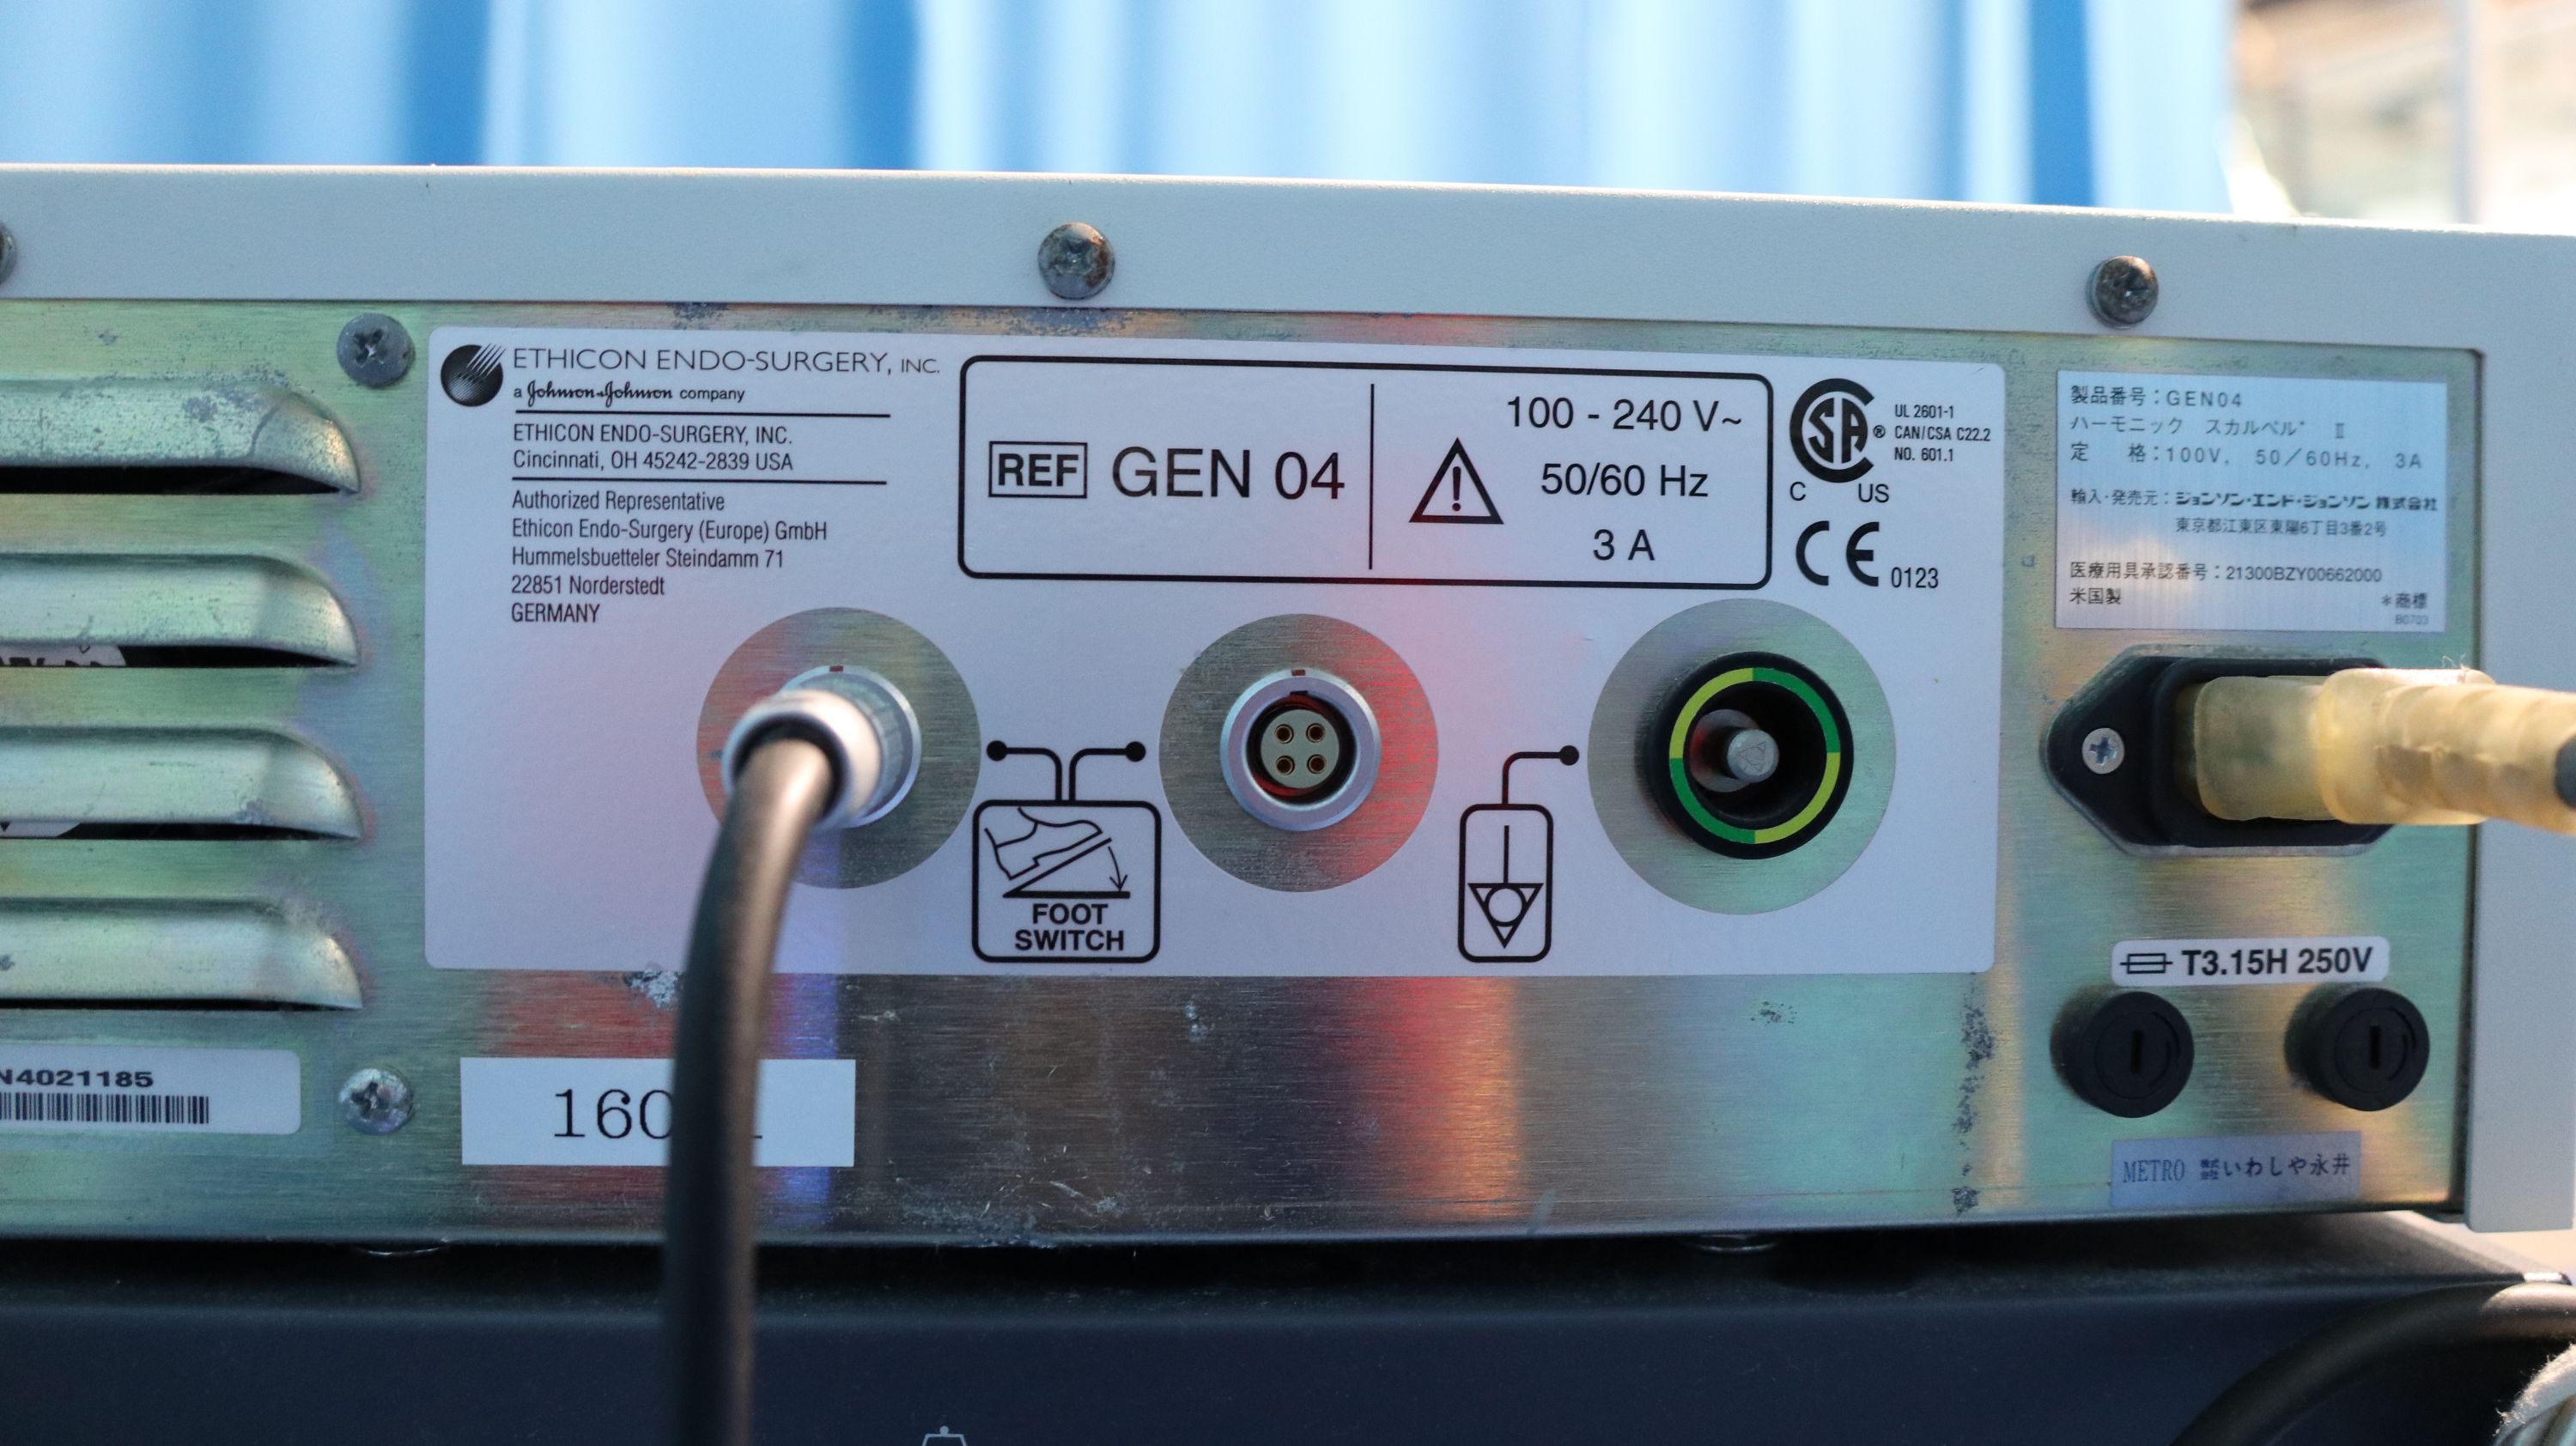 ETHICON ENDO-SURGERY, INC.
a Johnson & Johnson company
ETHICON ENDO-SURGERY, INC.
Cincinnati, OH 45242-2839 USA
Authorized Representative
Ethicon Endo-Surgery (Europe) GmbH
Hummelsbuetteler Steindamm 71
22851 Norderstedt
GERMANY
REF GEN 04
100 - 240 V~
50/60 Hz
3 A
CSA ®
C US
UL 2601-1
CAN/CSA C22.2
NO. 601.1
CE 0123
製品番号：GEN04
ハーモニック スカルペル* Ⅱ
定 格：100V, 50／60Hz, 3A
輸入・発売元：ジョンソン・エンド・ジョンソン 株式会社
東京都江東区東陽6丁目3番2号
医療用具承認番号：21300BZY00662000
米国製
＊商標
B0703
FOOT
SWITCH
T3.15H 250V
N4021185
METRO 株式会社 いわしや永井